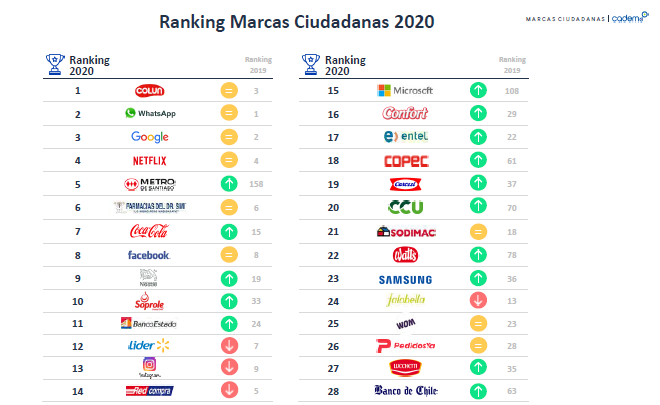 Ranking Marcas Ciudadanas 2020
MARCAS CIUDADANAS | cadem
Ranking 2020
Ranking 2019
1 COLUN = 3
2 WhatsApp = 1
3 Google = 2
4 NETFLIX = 4
5 METRO DE SANTIAGO 158
6 FARMACIAS DEL DR. SIMI = 6
7 Coca-Cola 15
8 facebook = 8
9 Nestlé 19
10 Soprole 33
11 BancoEstado 24
12 Lider 7
13 Instagram 9
14 Redcompra 5
Ranking 2020
Ranking 2019
15 Microsoft 108
16 Confort 29
17 entel 22
18 COPEC 61
19 Carozzi 37
20 CCU 70
21 SODIMAC = 18
22 Watt's 78
23 SAMSUNG 36
24 falabella 13
25 WOM = 23
26 PedidosYa = 28
27 LUCCHETTI 35
28 Banco de Chile 63